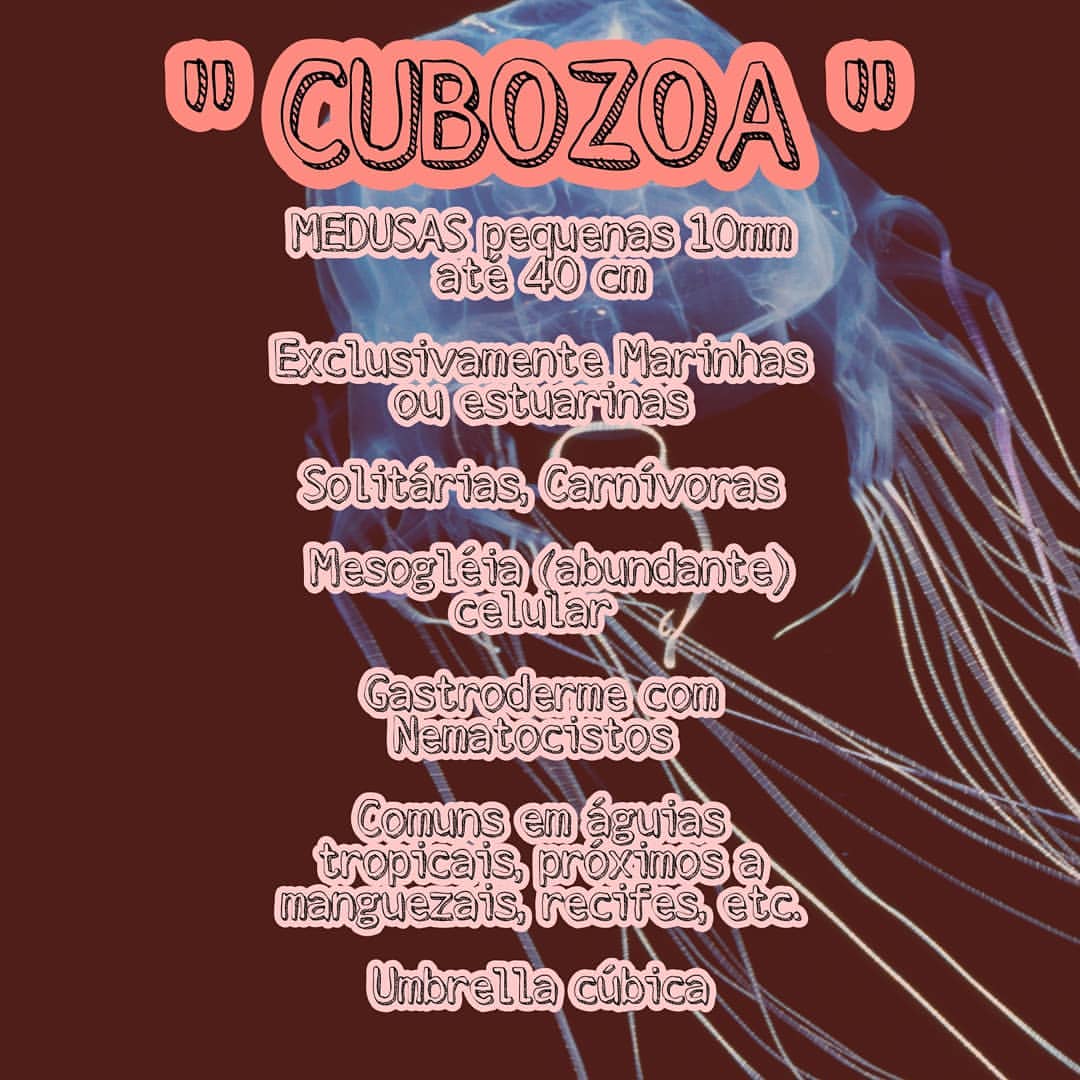 " CUBOZOA "
MEDUSAS pequenas 10mm
até 40 cm
Exclusivamente Marinhas
ou estuarinas
Solitárias, Carnívoras
Mesogléia (abundante)
celular
Gastroderme com
Nematocistos
Comuns em águias
tropicais, próximos a
manguezais, recifes, etc.
Umbrella cúbica